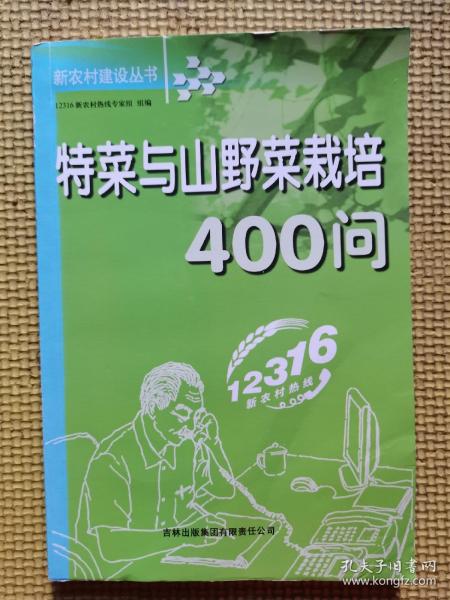 新农村建设丛书
12316新农村热线专家组 组编
特菜与山野菜栽培
400问
12316
新农村热线
吉林出版集团有限责任公司
孔夫子旧书网
www.kongfz.com